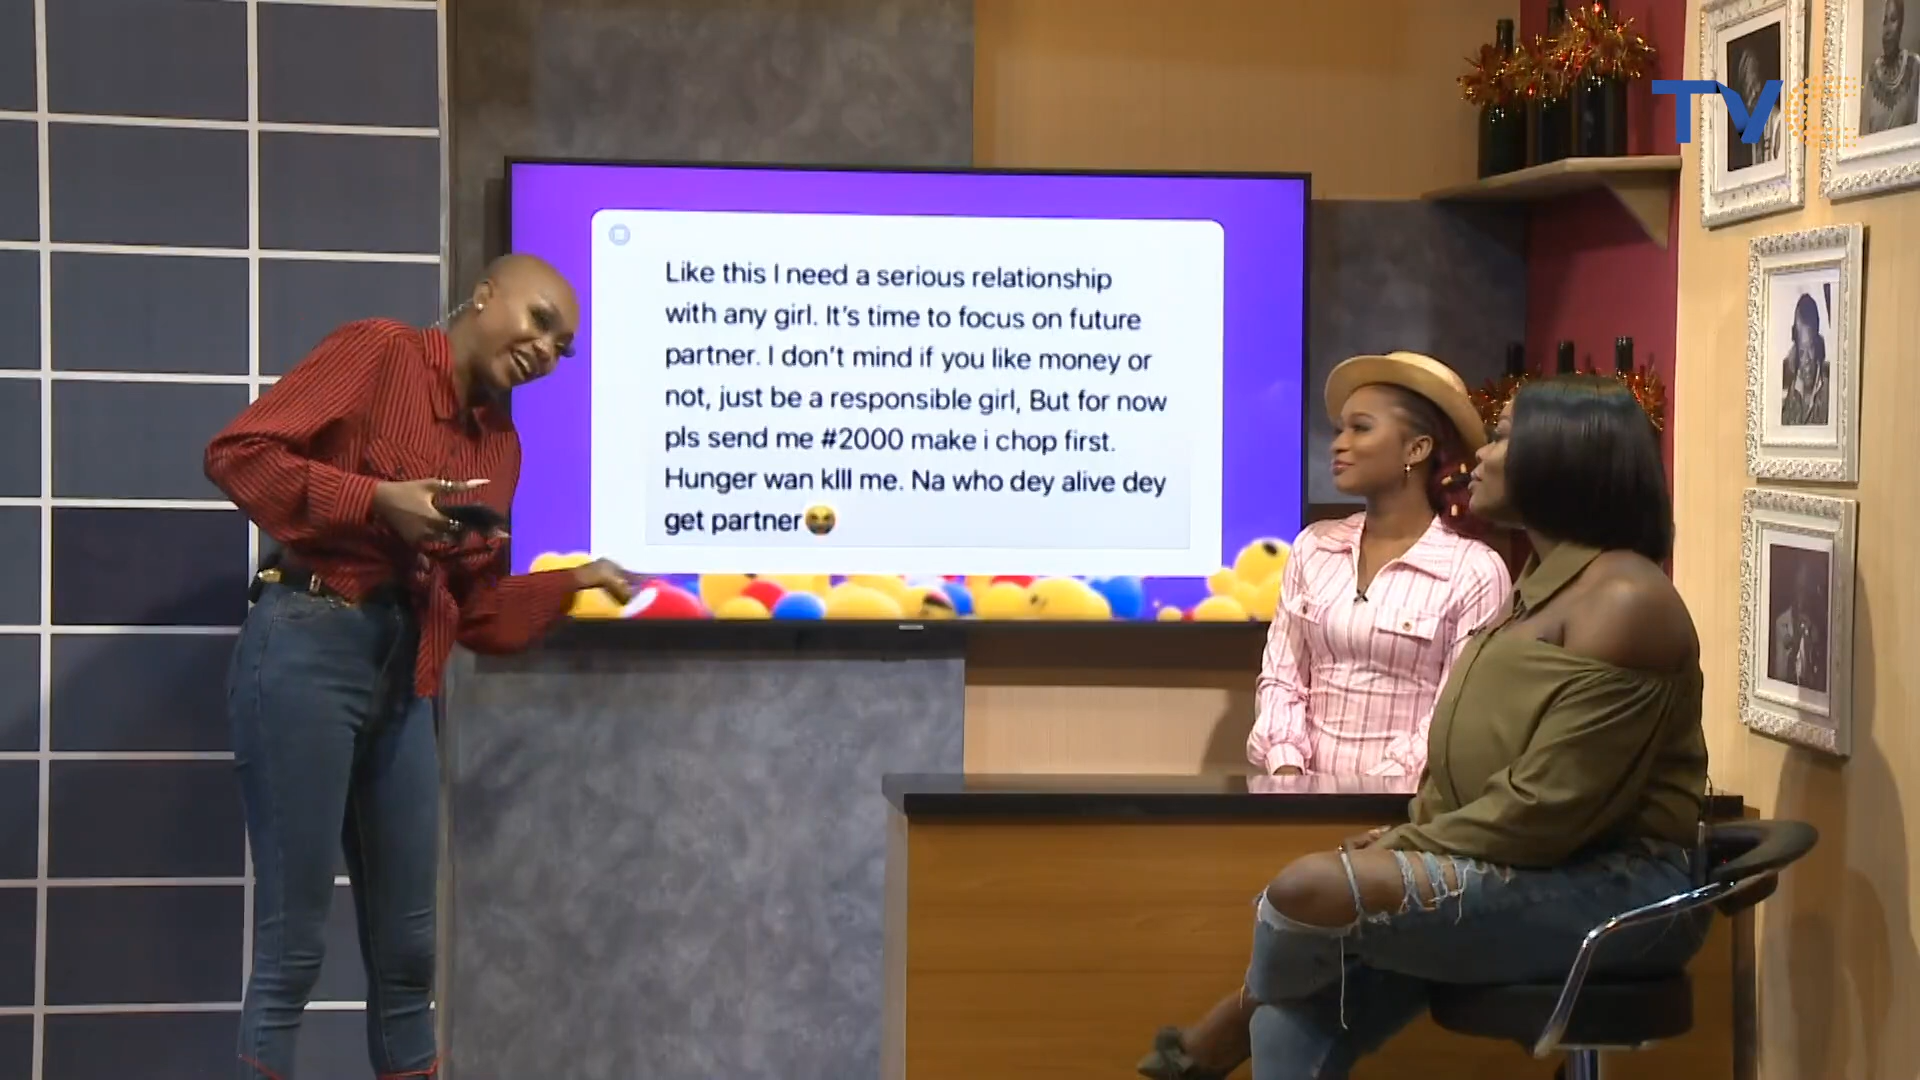 TVC
Like this I need a serious relationship
with any girl. It's time to focus on future
partner. I don't mind if you like money or
not, just be a responsible girl, But for now
pls send me #2000 make i chop first.
Hunger wan klll me. Na who dey alive dey
get partner😭